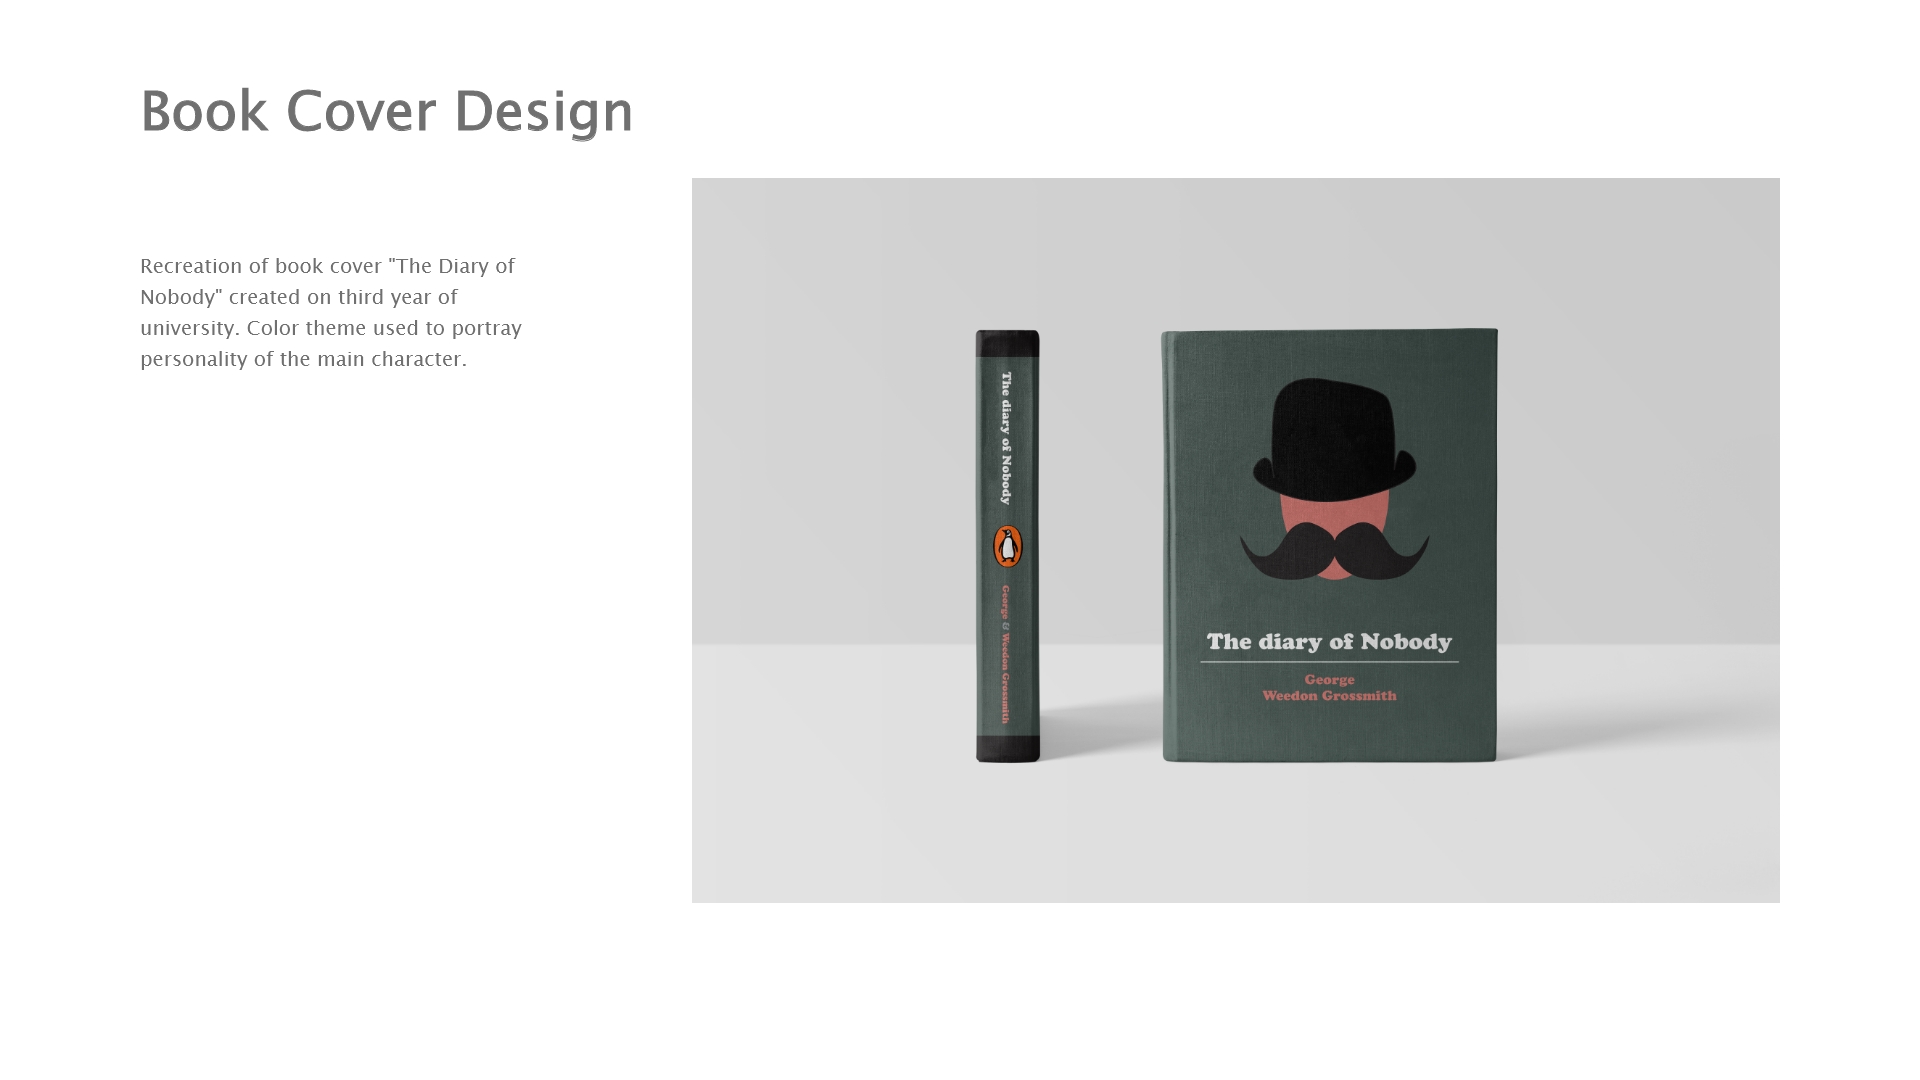 Book Cover Design
Recreation of book cover "The Diary of
Nobody" created on third year of
university. Color theme used to portray
personality of the main character.
The diary of Nobody
George & Weedon Grossmith
The diary of Nobody
George
Weedon Grossmith